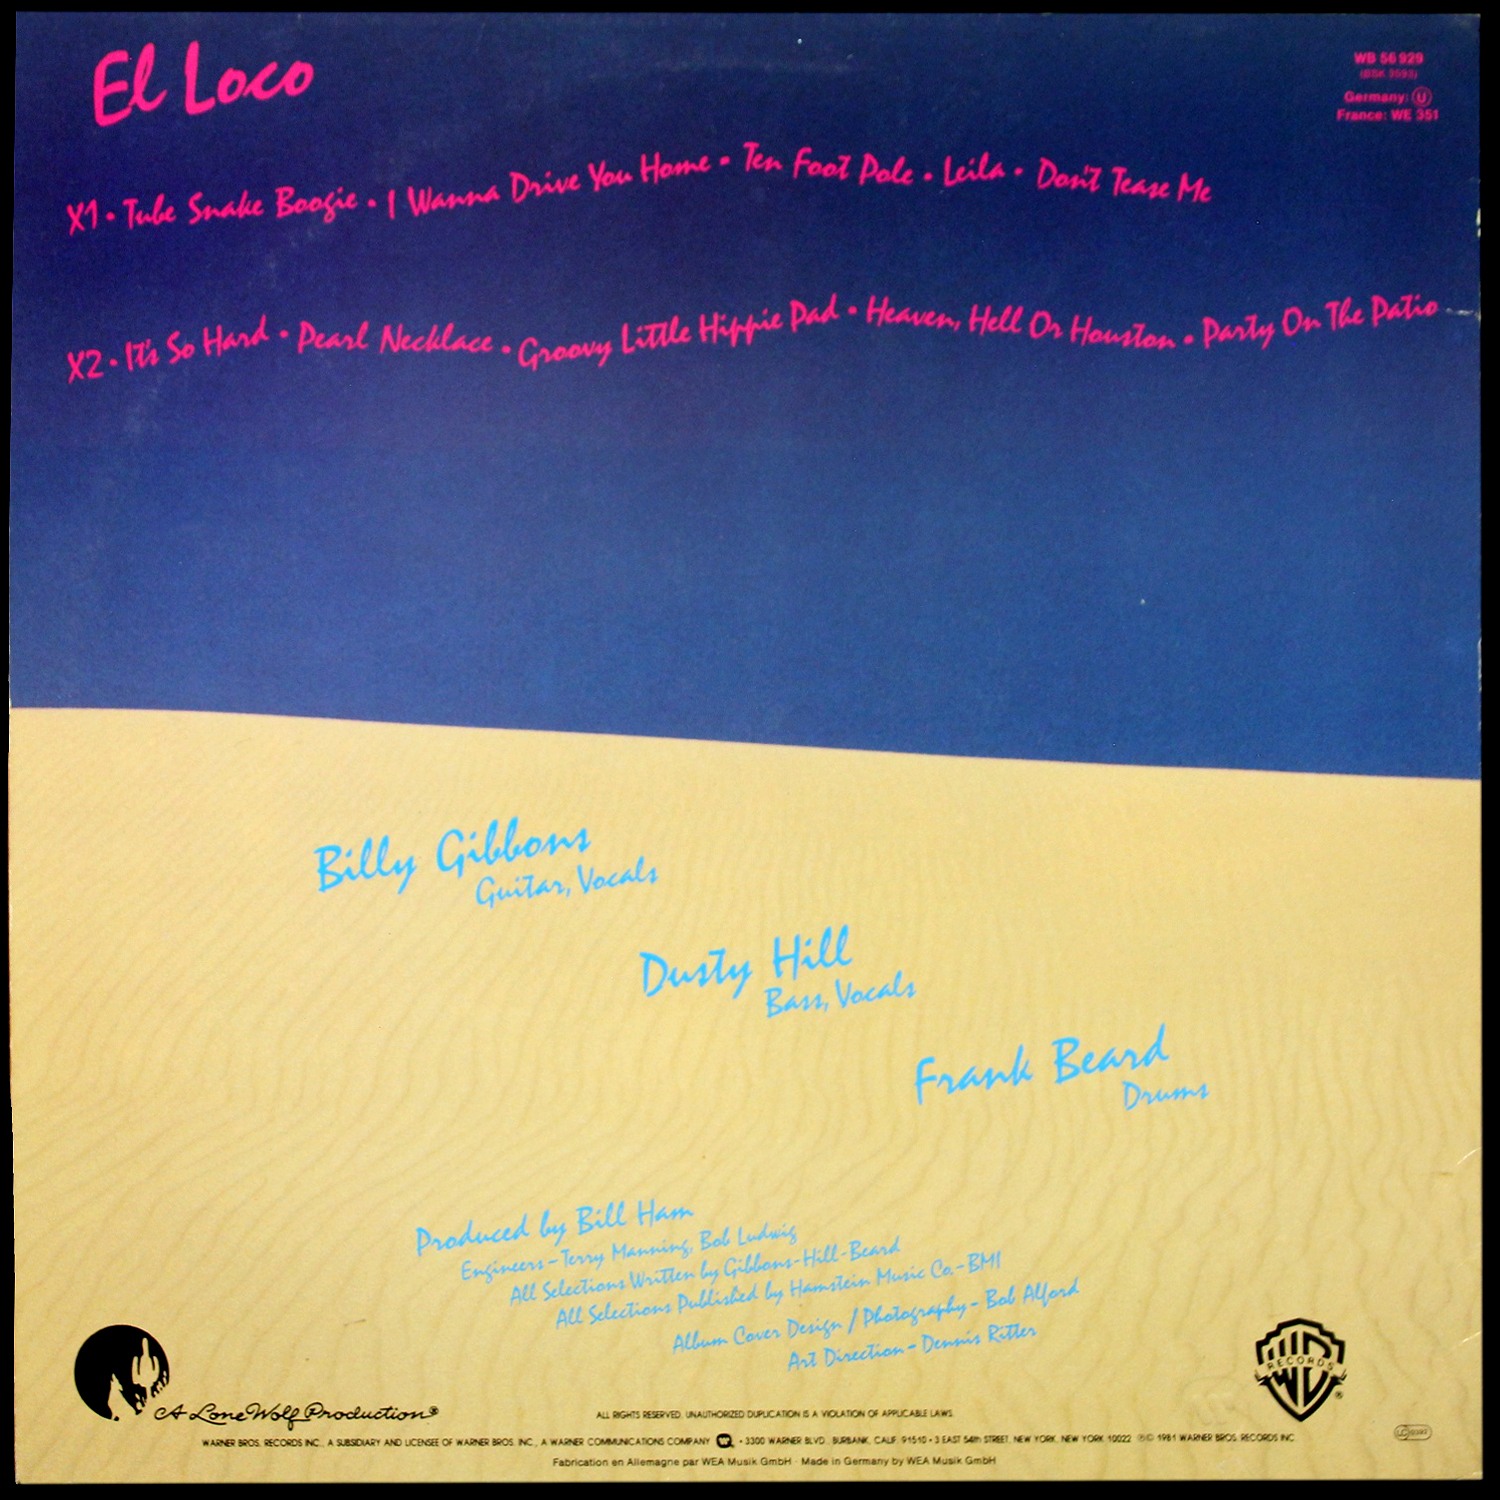 El Loco
WB 56 929
(BSK 3593)
Germany: U
France: WE 351
X1 • Tube Snake Boogie • I Wanna Drive You Home • Ten Foot Pole • Leila • Don't Tease Me
X2 • It's So Hard • Pearl Necklace • Groovy Little Hippie Pad • Heaven, Hell Or Houston • Party On The Patio
Billy Gibbons
Guitar, Vocals
Dusty Hill
Bass, Vocals
Frank Beard
Drums
Produced by Bill Ham
Engineers – Terry Manning, Bob Ludwig
All Selections Written by Gibbons-Hill-Beard
All Selections Published by Hamstein Music Co.-BMI
Album Cover Design / Photography - Bob Alford
Art Direction - Dennis Ritter
A Lone Wolf Production®
WB RECORDS ®
ALL RIGHTS RESERVED. UNAUTHORIZED DUPLICATION IS A VIOLATION OF APPLICABLE LAWS.
WARNER BROS. RECORDS INC., A SUBSIDIARY AND LICENSEE OF WARNER BROS. INC., A WARNER COMMUNICATIONS COMPANY • 3300 WARNER BLVD., BURBANK, CALIF. 91510 • 3 EAST 54th STREET, NEW YORK, NEW YORK 10022 ℗© 1981 WARNER BROS. RECORDS INC.
Fabrication en Allemagne par WEA Musik GmbH · Made in Germany by WEA Musik GmbH